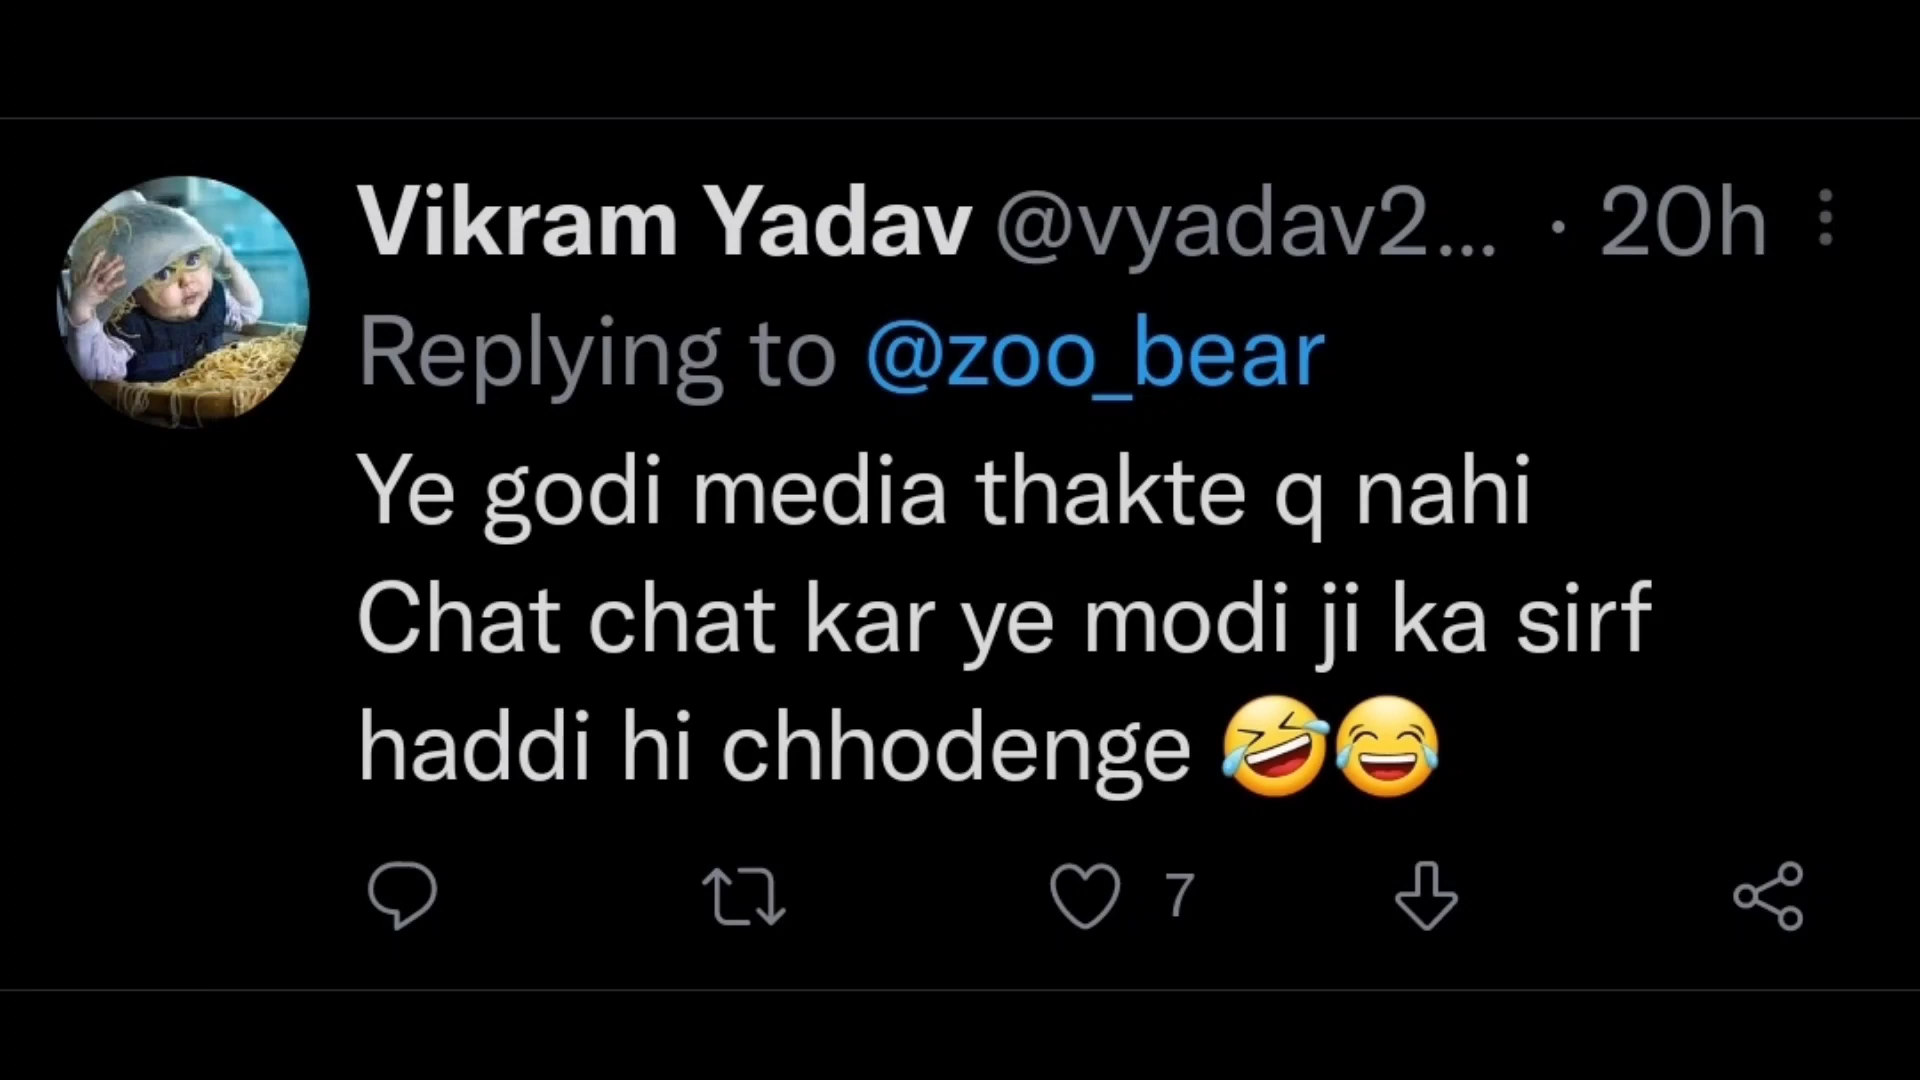 Vikram Yadav @vyadav2... · 20h
Replying to @zoo_bear
Ye godi media thakte q nahi
Chat chat kar ye modi ji ka sirf
haddi hi chhodenge 🤣😂
7